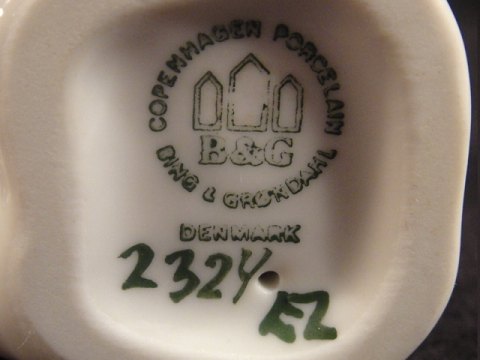 COPENHAGEN PORCELAIN
B&G
BING & GRØNDAHL
DENMARK
2324
EZ